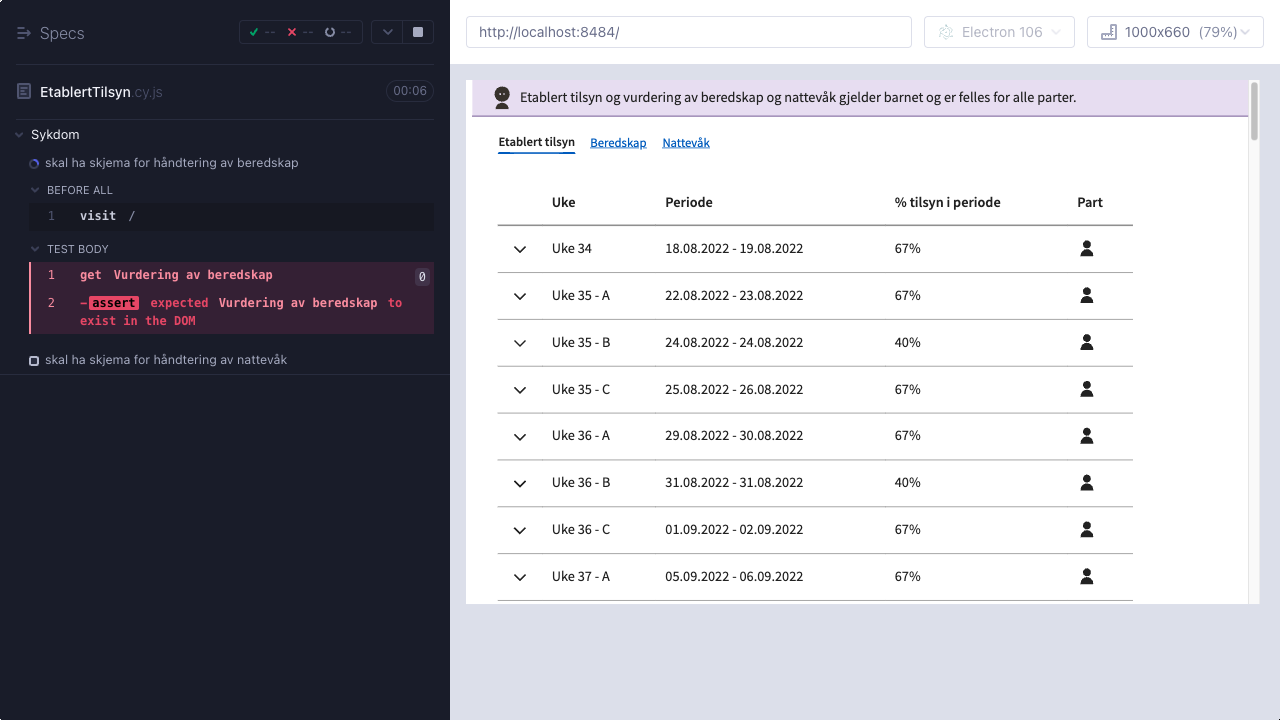 Specs
-- -- --
EtablertTilsyn.cy.js
00:06
Sykdom
skal ha skjema for håndtering av beredskap
BEFORE ALL
1 visit /
TEST BODY
1 get Vurdering av beredskap 0
2 -assert expected Vurdering av beredskap to
exist in the DOM
skal ha skjema for håndtering av nattevåk
http://localhost:8484/
Electron 106
1000x660 (79%)
Etablert tilsyn og vurdering av beredskap og nattevåk gjelder barnet og er felles for alle parter.
Etablert tilsyn Beredskap Nattevåk
Uke Periode % tilsyn i periode Part
Uke 34 18.08.2022 - 19.08.2022 67%
Uke 35 - A 22.08.2022 - 23.08.2022 67%
Uke 35 - B 24.08.2022 - 24.08.2022 40%
Uke 35 - C 25.08.2022 - 26.08.2022 67%
Uke 36 - A 29.08.2022 - 30.08.2022 67%
Uke 36 - B 31.08.2022 - 31.08.2022 40%
Uke 36 - C 01.09.2022 - 02.09.2022 67%
Uke 37 - A 05.09.2022 - 06.09.2022 67%